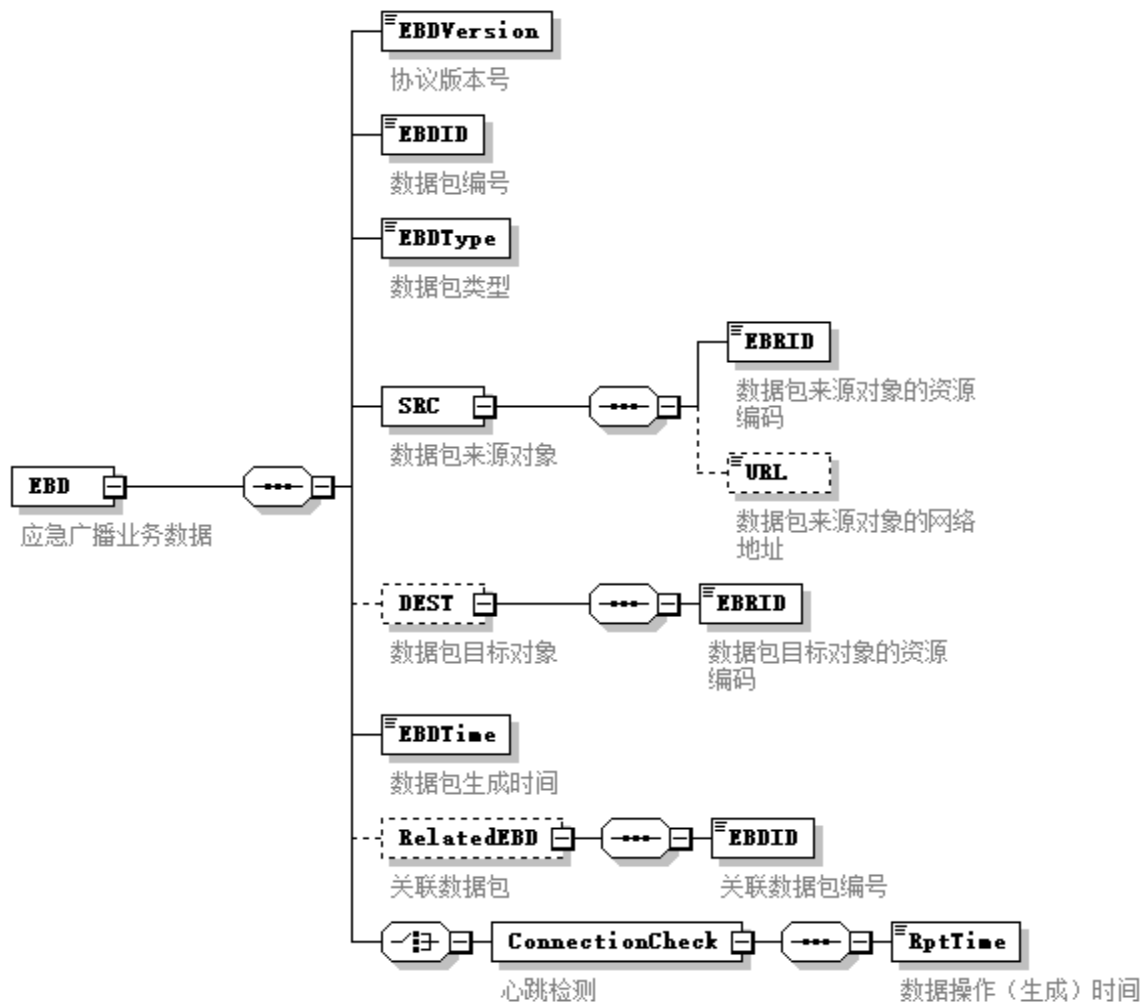 EBDVersion
协议版本号
EBDID
数据包编号
EBDType
数据包类型
EBRID
数据包来源对象的资源
编码
SRC
数据包来源对象
URL
数据包来源对象的网络
地址
EBD
应急广播业务数据
DEST
数据包目标对象
EBRID
数据包目标对象的资源
编码
EBDTime
数据包生成时间
RelatedEBD
关联数据包
EBDID
关联数据包编号
ConnectionCheck
心跳检测
RptTime
数据操作（生成）时间